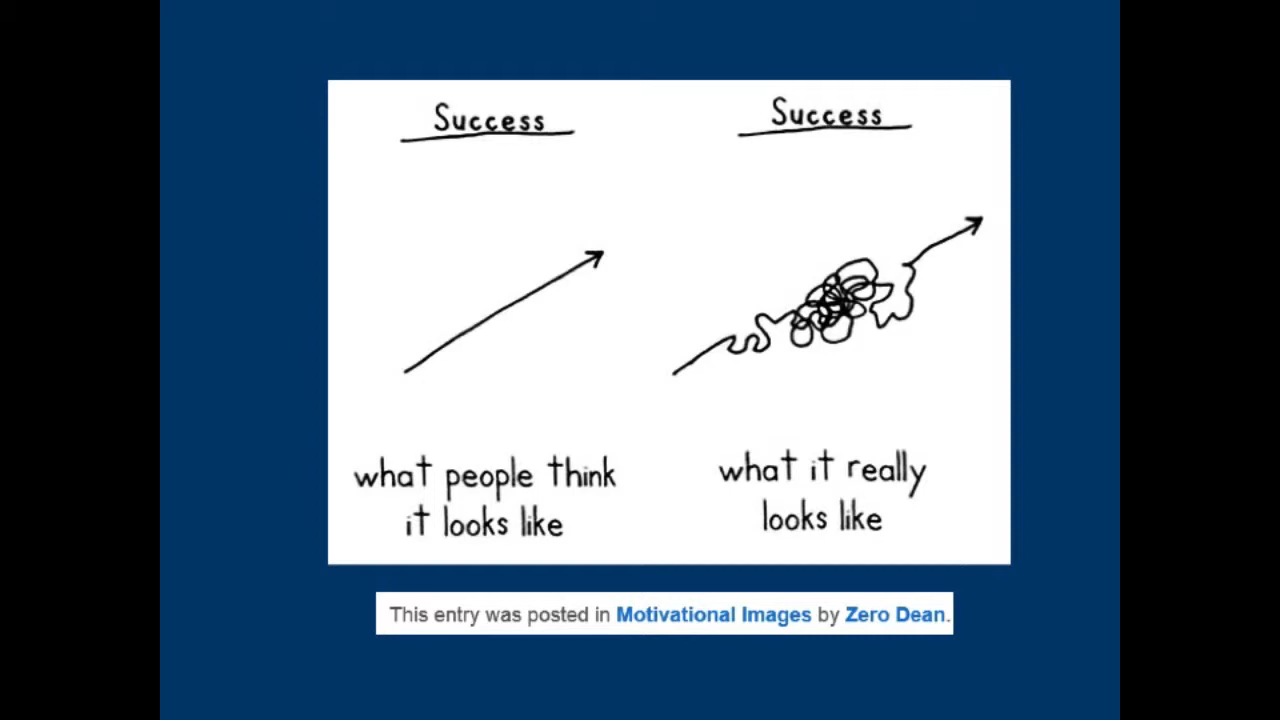 Success
what people think
it looks like
Success
what it really
looks like
This entry was posted in Motivational Images by Zero Dean.